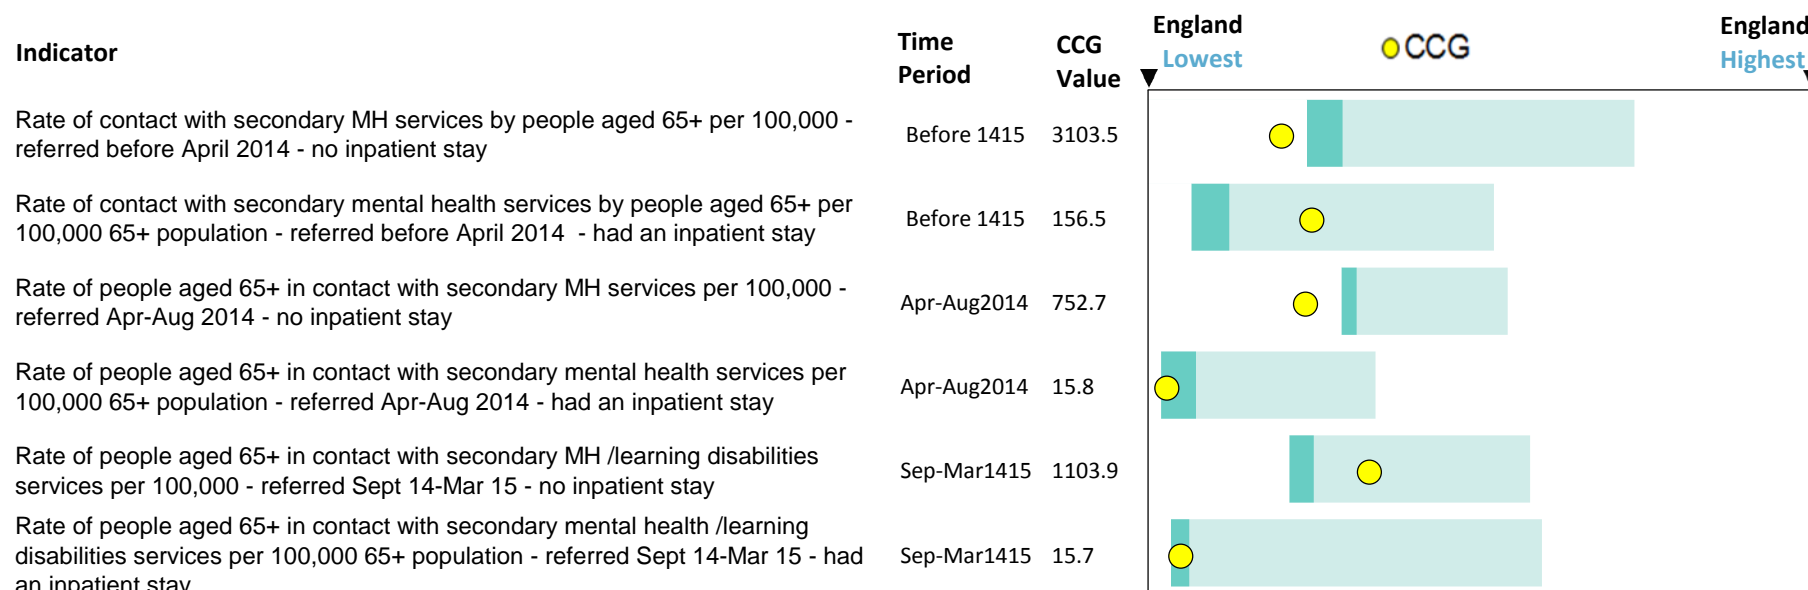 Indicator
Time
Period
CCG
Value
England
Lowest
CCG
England
Highest
Rate of contact with secondary MH services by people aged 65+ per 100,000 -
referred before April 2014 - no inpatient stay
Before 1415
3103.5
Rate of contact with secondary mental health services by people aged 65+ per
100,000 65+ population - referred before April 2014  - had an inpatient stay
Before 1415
156.5
Rate of people aged 65+ in contact with secondary MH services per 100,000 -
referred Apr-Aug 2014 - no inpatient stay
Apr-Aug2014
752.7
Rate of people aged 65+ in contact with secondary mental health services per
100,000 65+ population - referred Apr-Aug 2014 - had an inpatient stay
Apr-Aug2014
15.8
Rate of people aged 65+ in contact with secondary MH /learning disabilities
services per 100,000 - referred Sept 14-Mar 15 - no inpatient stay
Sep-Mar1415
1103.9
Rate of people aged 65+ in contact with secondary mental health /learning
disabilities services per 100,000 65+ population - referred Sept 14-Mar 15 - had
an inpatient stay
Sep-Mar1415
15.7